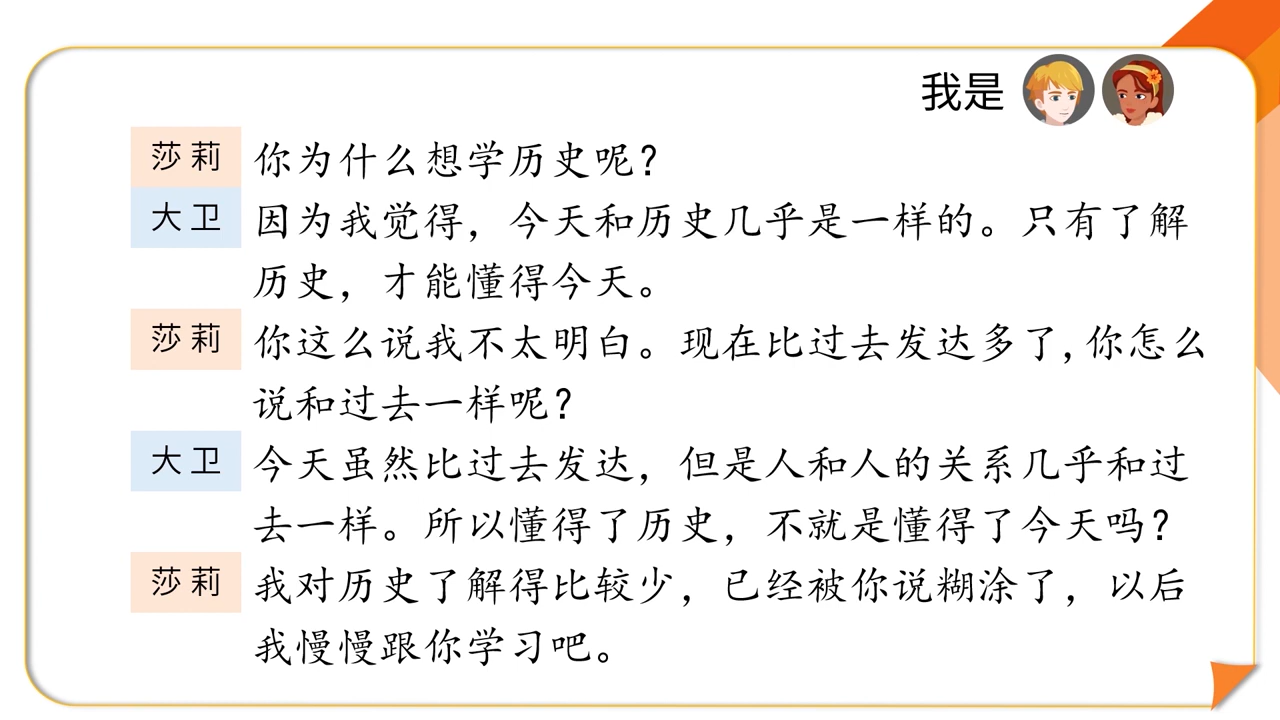 我是
莎莉 你为什么想学历史呢？
大卫 因为我觉得，今天和历史几乎是一样的。只有了解
历史，才能懂得今天。
莎莉 你这么说我不太明白。现在比过去发达多了,你怎么
说和过去一样呢？
大卫 今天虽然比过去发达，但是人和人的关系几乎和过
去一样。所以懂得了历史，不就是懂得了今天吗？
莎莉 我对历史了解得比较少，已经被你说糊涂了，以后
我慢慢跟你学习吧。